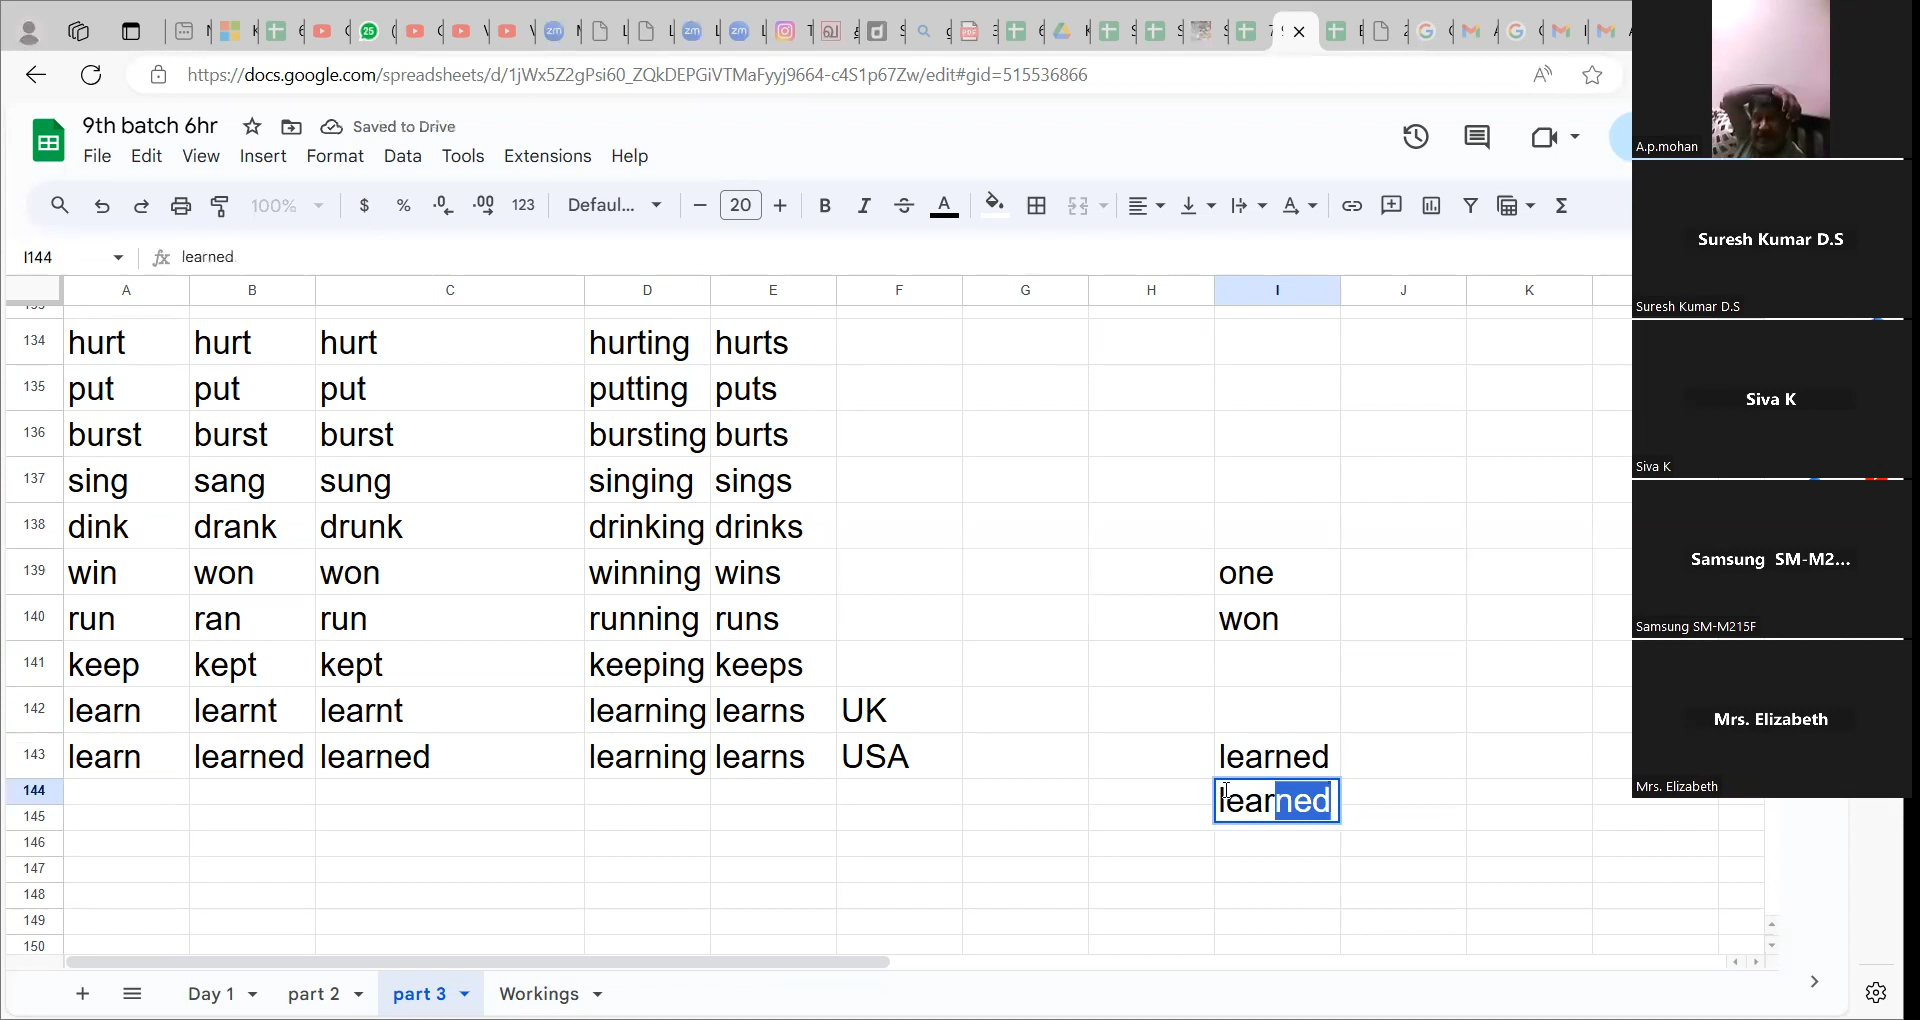 https://docs.google.com/spreadsheets/d/1jWx5Z2gPsi60_ZQkDEPGiVTMaFyyj9664-c4S1p67Zw/edit#gid=515536866
9th batch 6hr Saved to Drive
File Edit View Insert Format Data Tools Extensions Help
100% $ % .0 .00 123 Defaul... 20 B I A
I144 fx learned
A B C D E F G H I J K
134 hurt hurt hurt hurting hurts
135 put put put putting puts
136 burst burst burst bursting burts
137 sing sang sung singing sings
138 dink drank drunk drinking drinks
139 win won won winning wins one
140 run ran run running runs won
141 keep kept kept keeping keeps
142 learn learnt learnt learning learns UK
143 learn learned learned learning learns USA learned
144 learned
145
146
147
148
149
150
Day 1 part 2 part 3 Workings
A.p.mohan
Suresh Kumar D.S
Suresh Kumar D.S
Siva K
Siva K
Samsung SM-M2...
Samsung SM-M215F
Mrs. Elizabeth
Mrs. Elizabeth